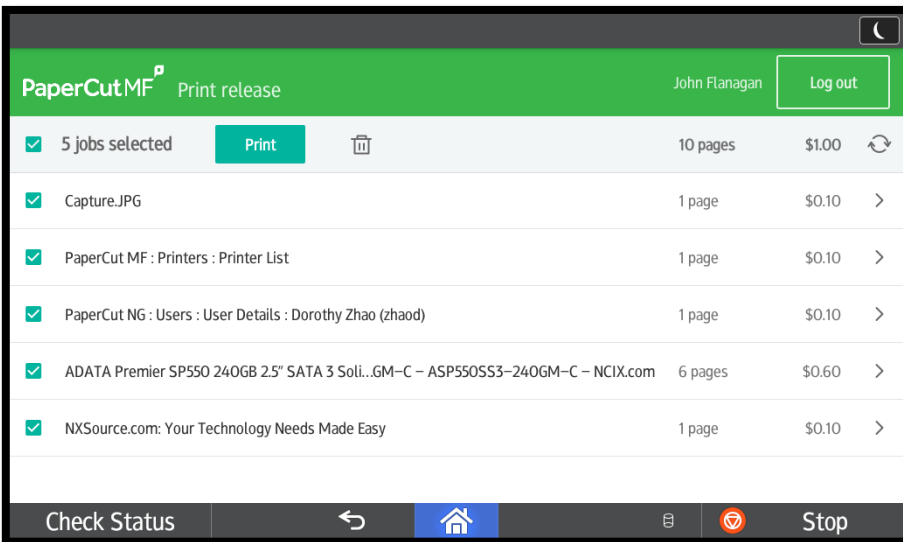 PaperCut MF Print release John Flanagan Log out
5 jobs selected Print 10 pages $1.00
Capture.JPG 1 page $0.10
PaperCut MF : Printers : Printer List 1 page $0.10
PaperCut NG : Users : User Details : Dorothy Zhao (zhaod) 1 page $0.10
ADATA Premier SP550 240GB 2.5" SATA 3 Soli...GM-C - ASP550SS3-240GM-C - NCIX.com 6 pages $0.60
NXSource.com: Your Technology Needs Made Easy 1 page $0.10
Check Status Stop